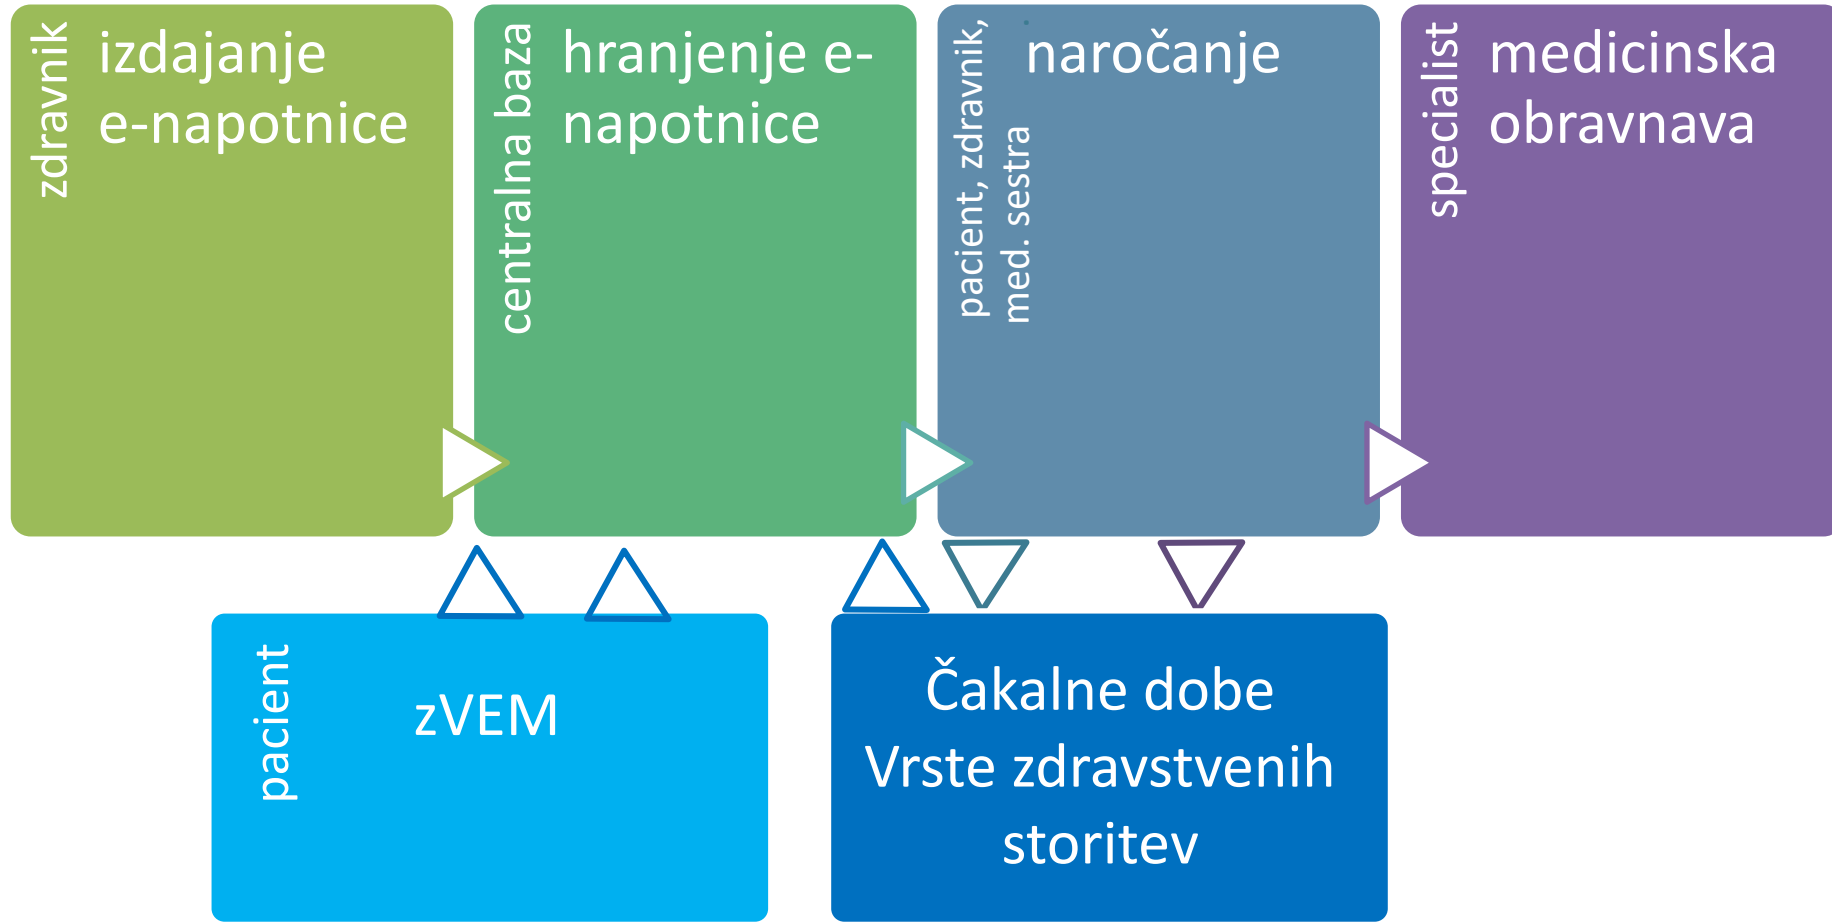 zdravnik
izdajanje
e-napotnice
centralna baza
hranjenje e-
napotnice
pacient, zdravnik,
med. sestra
naročanje
specialist
medicinska
obravnava
pacient
zVEM
Čakalne dobe
Vrste zdravstvenih
storitev